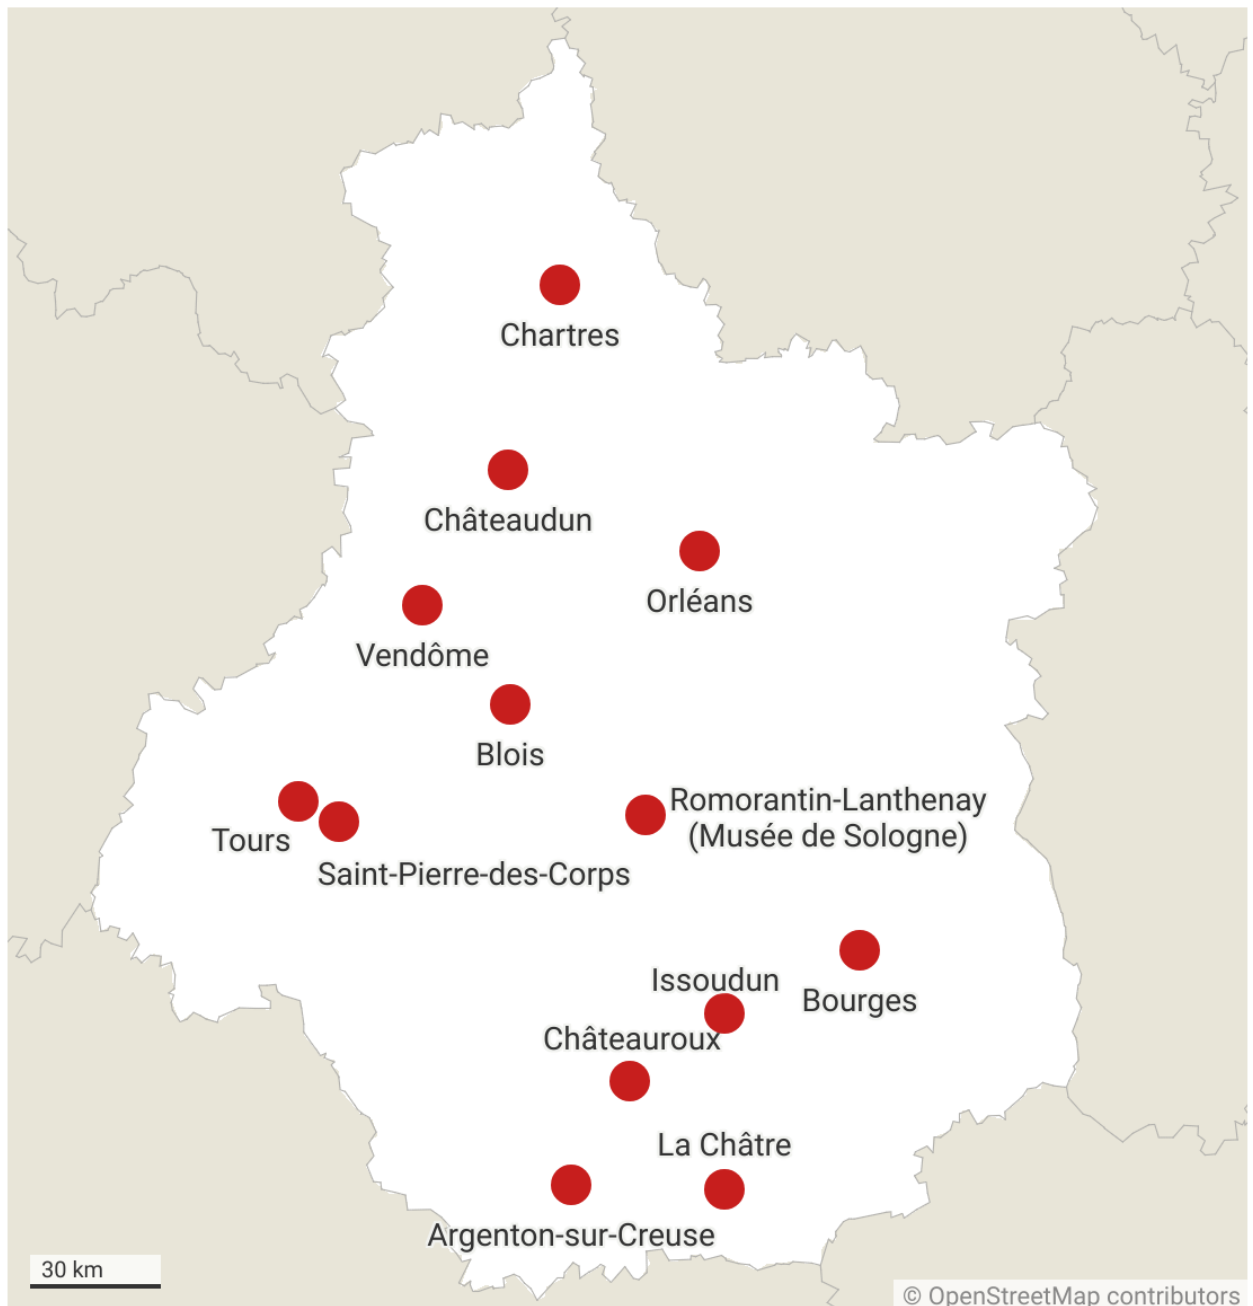 Chartres
Châteaudun
Orléans
Vendôme
Blois
Romorantin-Lanthenay
(Musée de Sologne)
Tours
Saint-Pierre-des-Corps
Issoudun
Bourges
Châteauroux
La Châtre
Argenton-sur-Creuse
30 km
© OpenStreetMap contributors